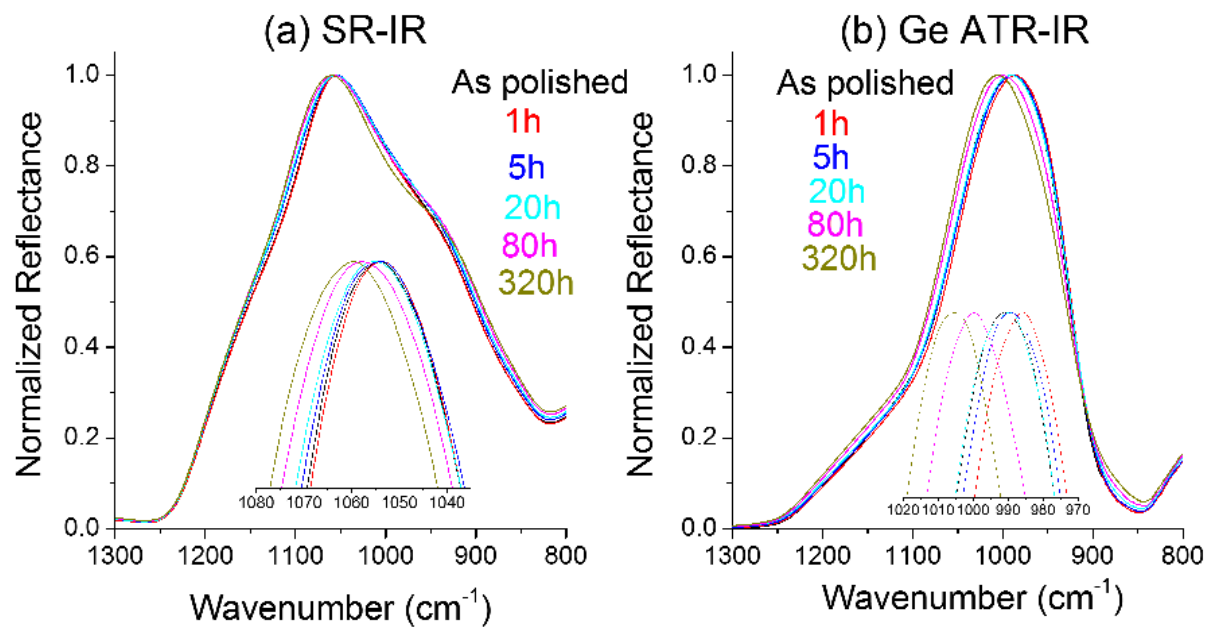 (a) SR-IR
As polished
1h
5h
20h
80h
320h
Normalized Reflectance
1.0
0.8
0.6
0.4
0.2
0.0
1080 1070 1060 1050 1040
1300 1200 1100 1000 900 800
Wavenumber (cm⁻¹)
(b) Ge ATR-IR
As polished
1h
5h
20h
80h
320h
Normalized Reflectance
1.0
0.8
0.6
0.4
0.2
0.0
1020 1010 1000 990 980 970
1300 1200 1100 1000 900 800
Wavenumber (cm⁻¹)